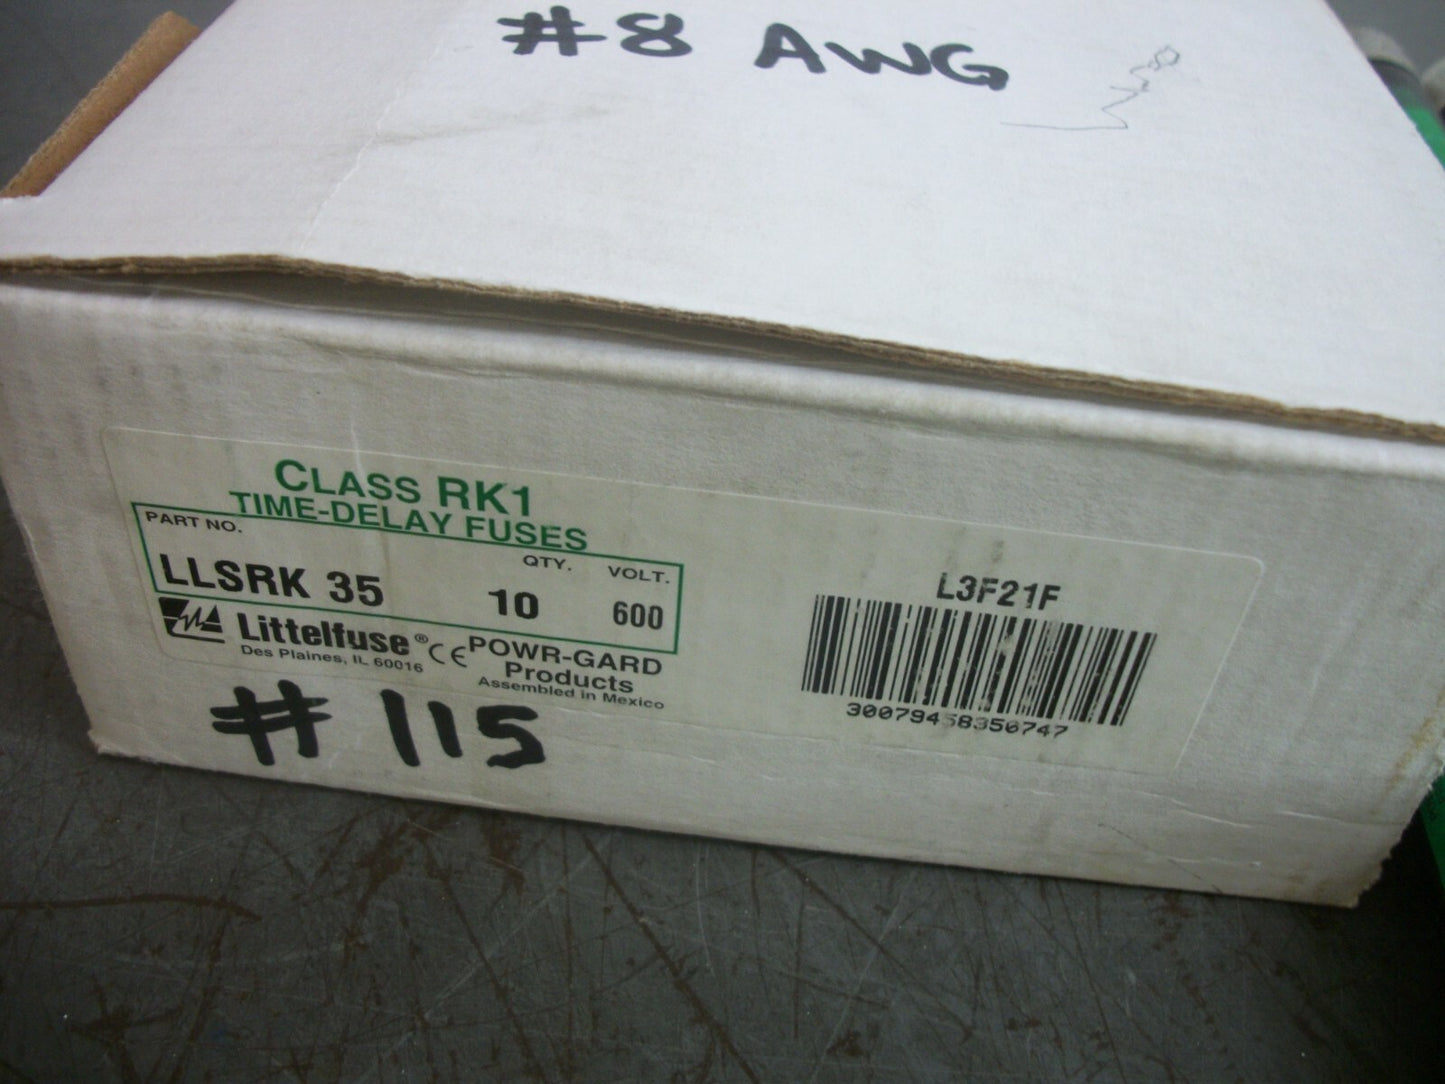 #8 AWG
CLASS RK1
TIME-DELAY FUSES
PART NO. QTY. VOLT.
LLSRK 35 10 600
Littelfuse® CE POWR-GARD
Des Plaines, IL 60016 Products
Assembled in Mexico
L3F21F
30079458356747
# 115